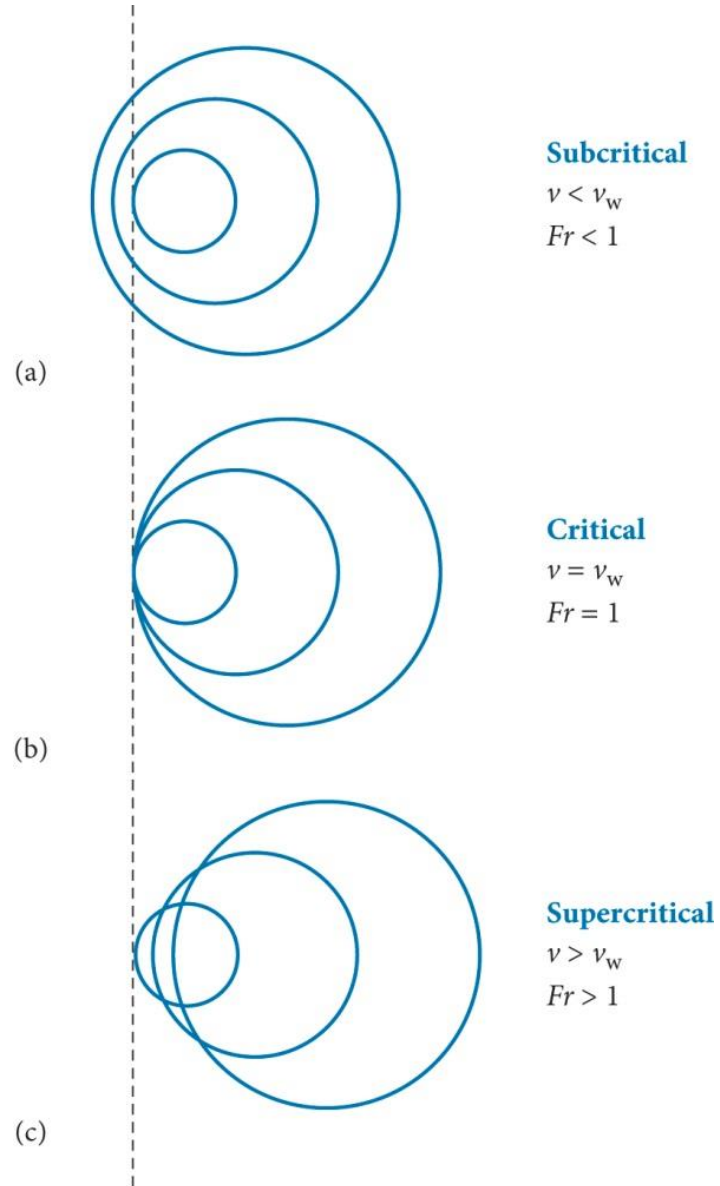 Subcritical
v < v_w
Fr < 1
(a)
Critical
v = v_w
Fr = 1
(b)
Supercritical
v > v_w
Fr > 1
(c)